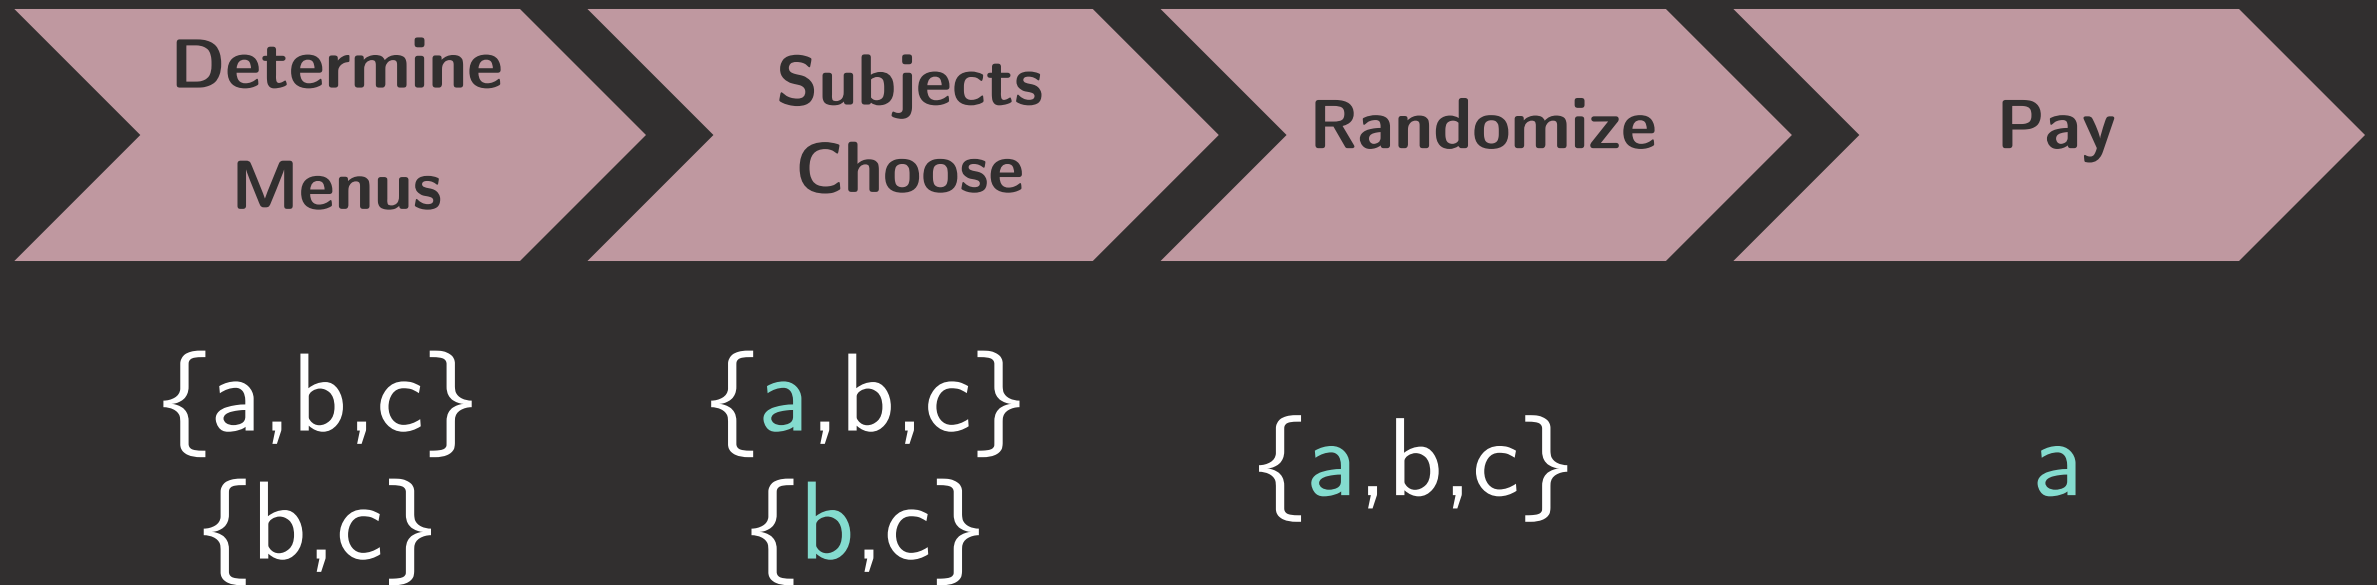 Determine
Menus
Subjects
Choose
Randomize
Pay
{a,b,c}
{b,c}
{a,b,c}
{b,c}
{a,b,c}
a